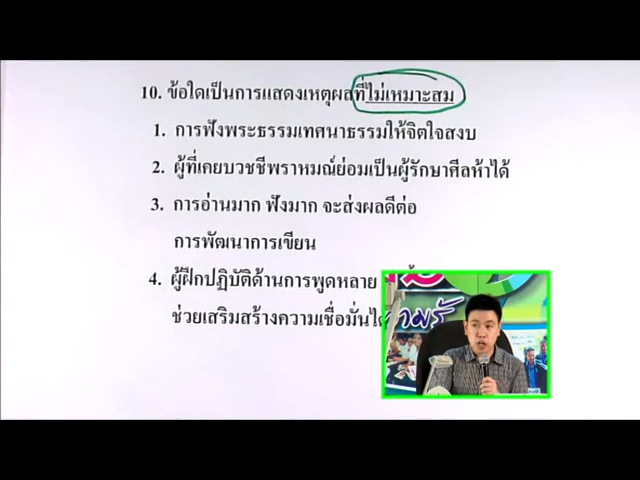 10. ข้อใดเป็นการแสดงเหตุผลที่ไม่เหมาะสม
1. การฟังพระธรรมเทศนาธรรมให้จิตใจสงบ
2. ผู้ที่เคยบวชชีพราหมณ์ย่อมเป็นผู้รักษาศีลห้าได้
3. การอ่านมาก ฟังมาก จะส่งผลดีต่อ
การพัฒนาการเขียน
4. ผู้ฝึกปฏิบัติด้านการพูดหลาย
ช่วยเสริมสร้างความเชื่อมั่น